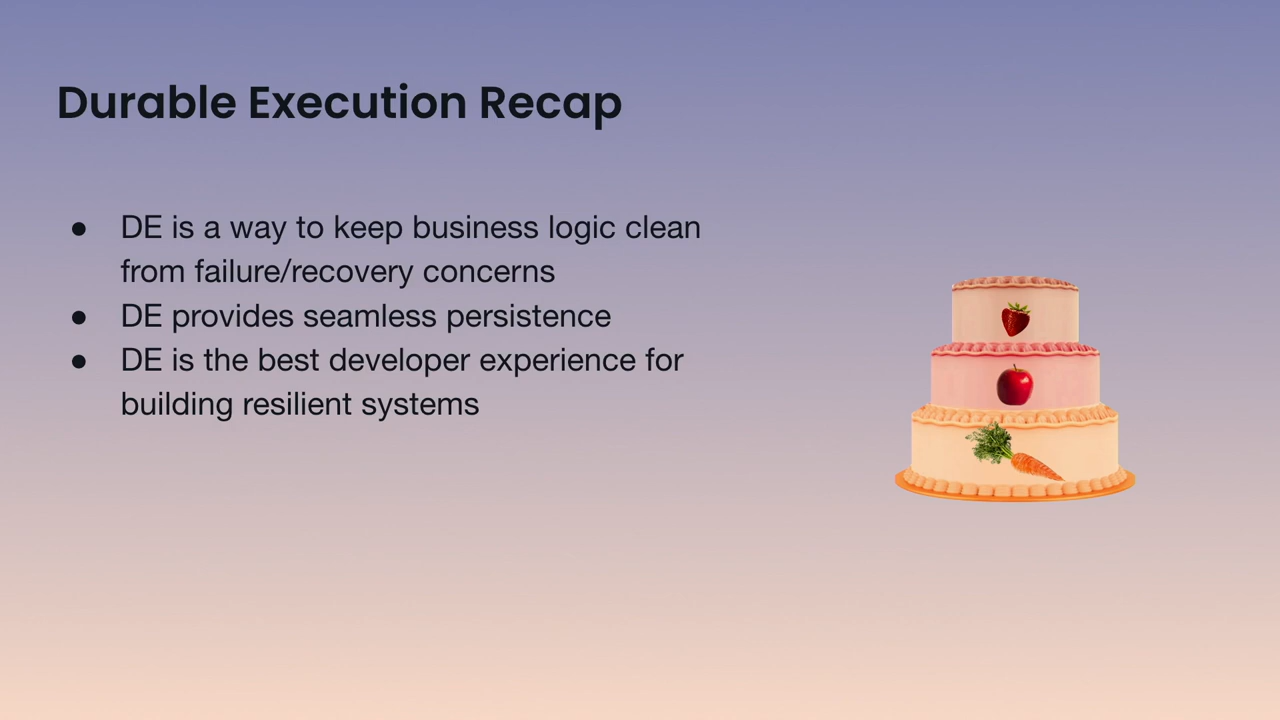 Durable Execution Recap
● DE is a way to keep business logic clean
from failure/recovery concerns
● DE provides seamless persistence
● DE is the best developer experience for
building resilient systems